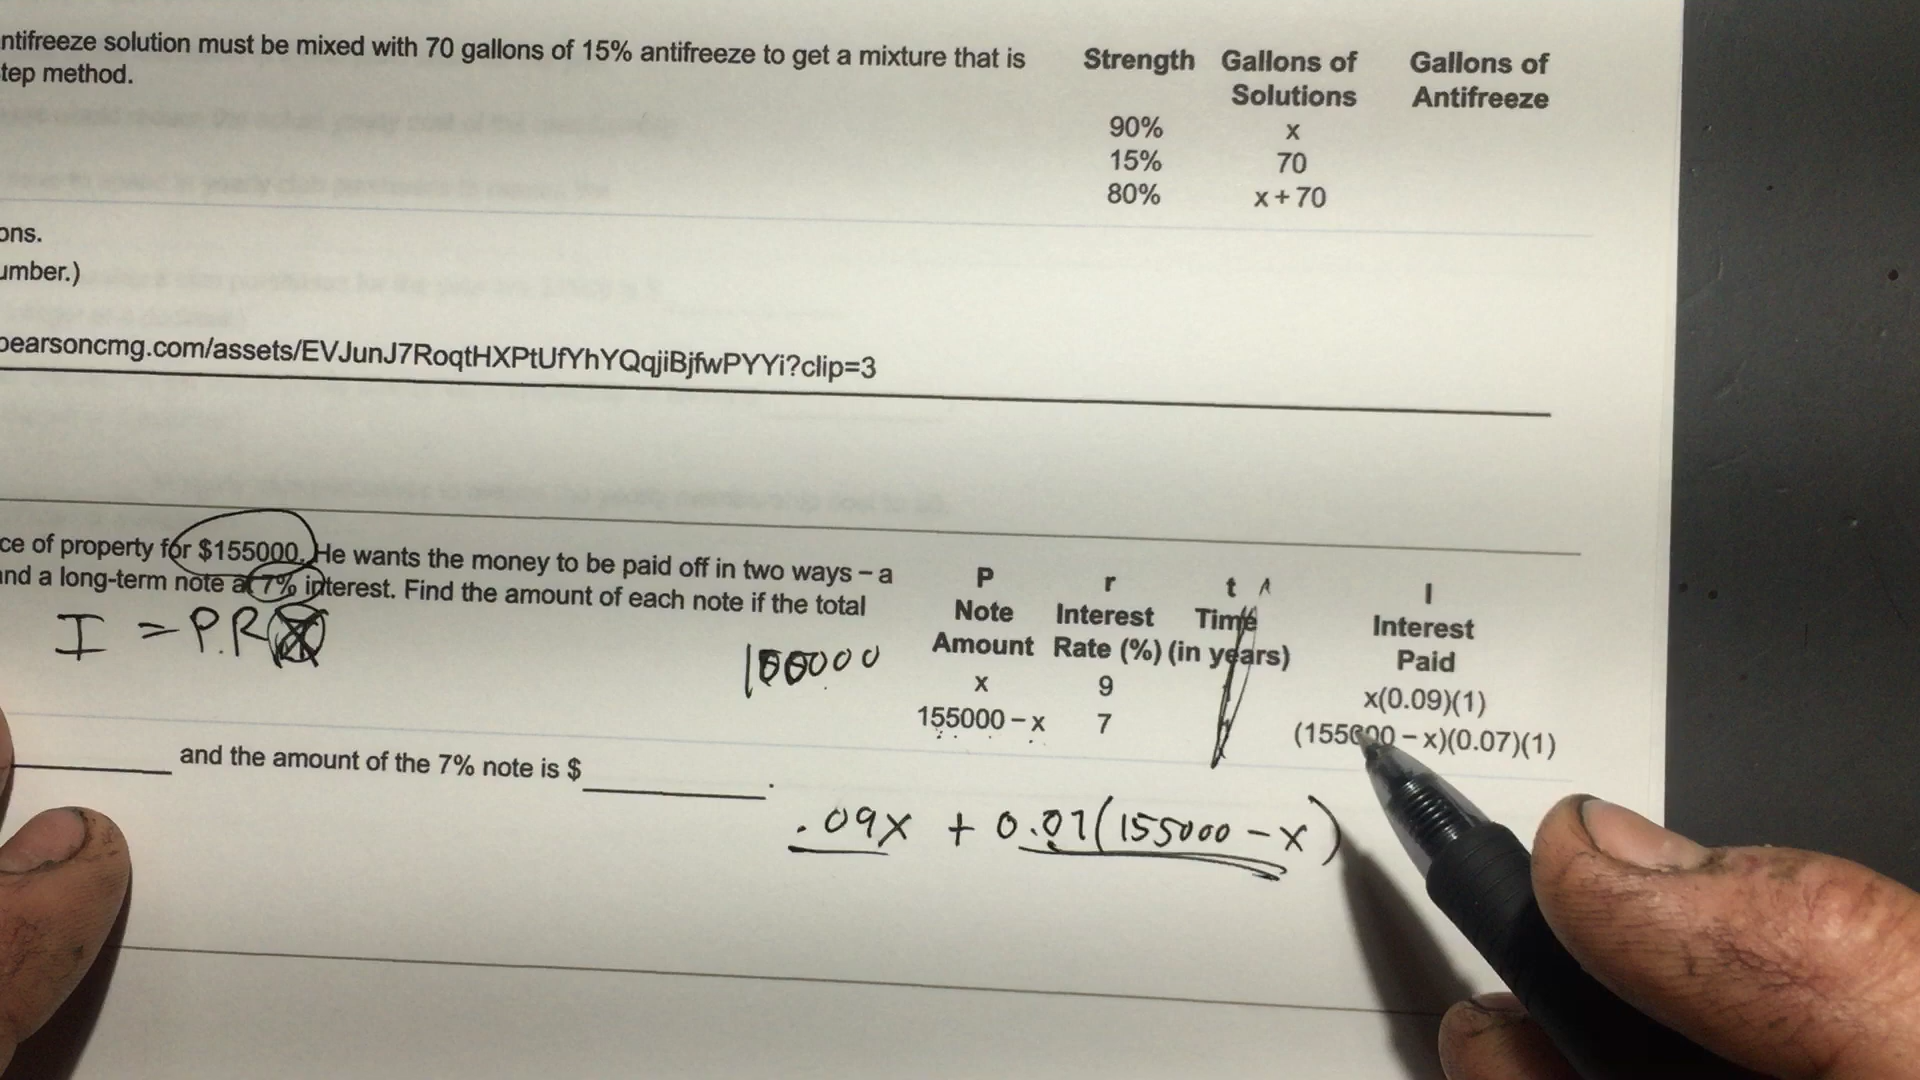 ntifreeze solution must be mixed with 70 gallons of 15% antifreeze to get a mixture that is
tep method.
Strength Gallons of Solutions Gallons of Antifreeze
90% x
15% 70
80% x + 70
ons.
umber.)
pearsoncmg.com/assets/EVJunJ7RoqtHXPtUfYhYQqjiBjfwPYYi?clip=3
ce of property for $155000. He wants the money to be paid off in two ways – a
and a long-term note at 7% interest. Find the amount of each note if the total
I = P.R
100000
P r t I
Note Amount Interest Rate (%) Time (in years) Interest Paid
x 9 x(0.09)(1)
155000 – x 7 (155000 – x)(0.07)(1)
and the amount of the 7% note is $ .
.09x + 0.07(155000 – x)